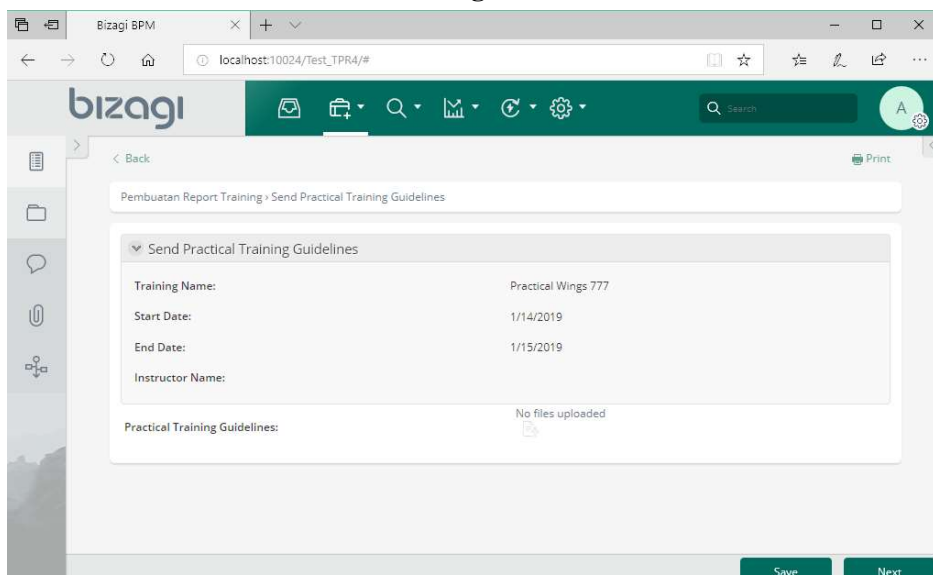 Bizagi BPM
localhost:10024/Test_TPR4/#
bizagi
Search
A
< Back
Print
Pembuatan Report Training › Send Practical Training Guidelines
Send Practical Training Guidelines
Training Name: Practical Wings 777
Start Date: 1/14/2019
End Date: 1/15/2019
Instructor Name:
Practical Training Guidelines: No files uploaded
Save Next